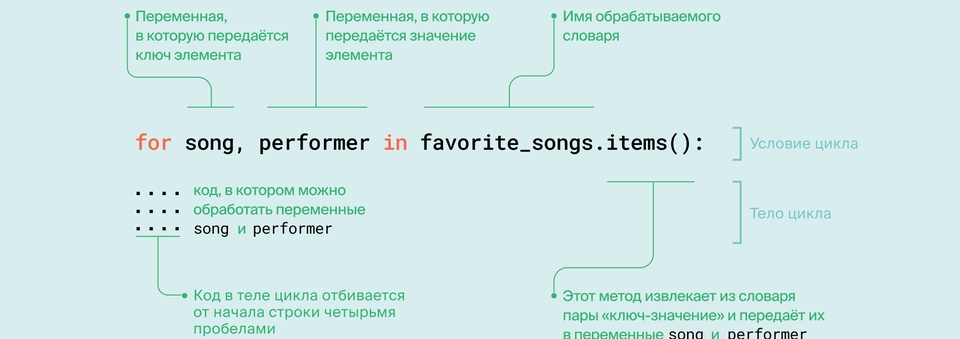 Переменная,
в которую передаётся
ключ элемента
Переменная, в которую
передаётся значение
элемента
Имя обрабатываемого
словаря
for song, performer in favorite_songs.items():
Условие цикла
код, в котором можно
обработать переменные
song и performer
Тело цикла
Код в теле цикла отбивается
от начала строки четырьмя
пробелами
Этот метод извлекает из словаря
пары «ключ-значение» и передаёт их
в переменные song и performer